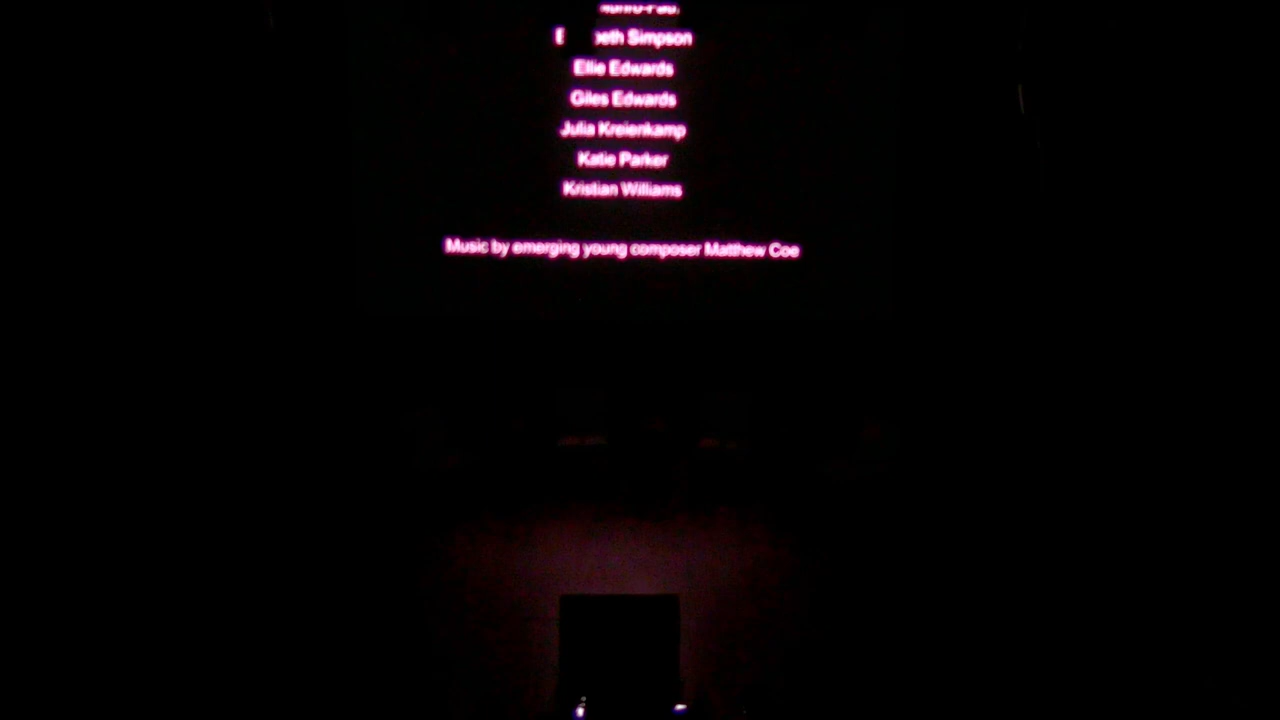 Simpson
Ellie Edwards
Giles Edwards
Julia Kreienkamp
Katie Parker
Kristian Williams
Music by emerging young composer Matthew Coe